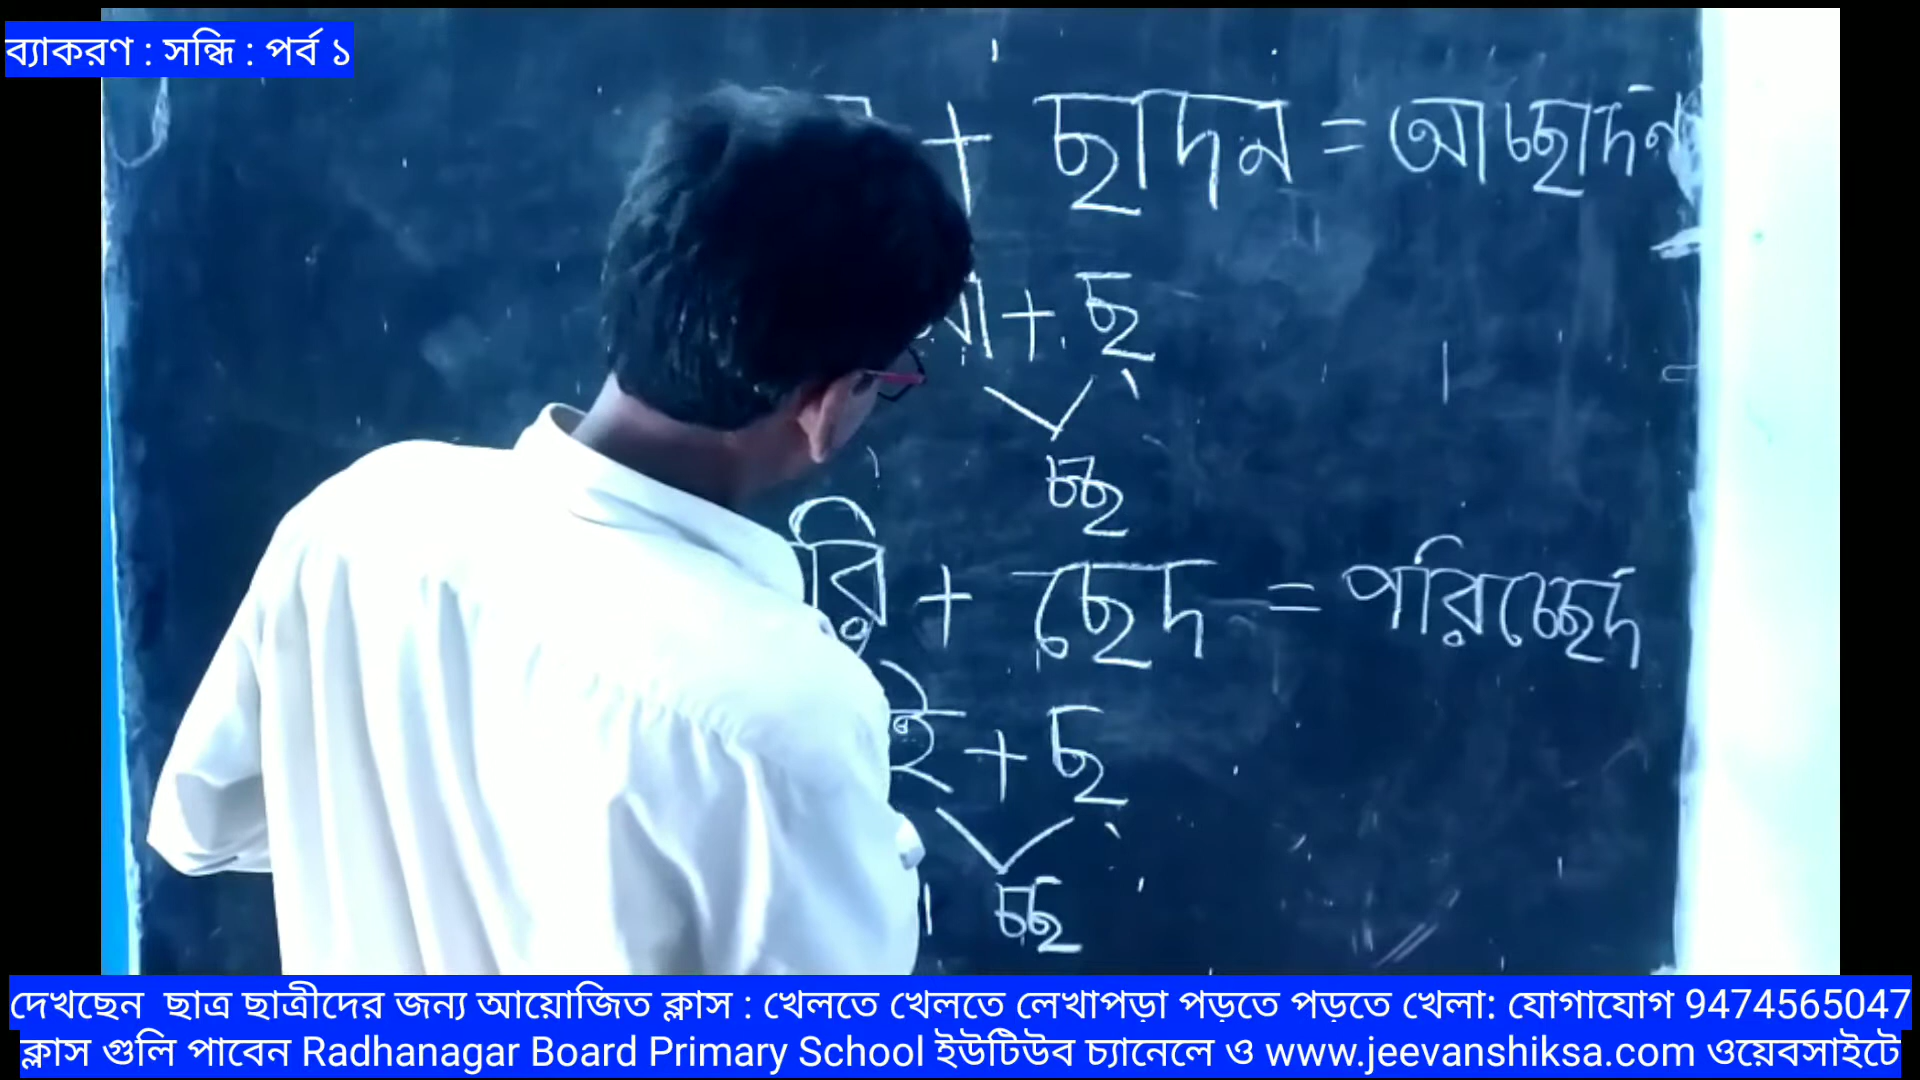 ব্যাকরণ : সন্ধি : পর্ব ১
+ ছাদন = আচ্ছাদন
+ ছ
চ্ছ
রি + ছেদ = পরিচ্ছেদ
ই + ছ
চ্ছ
দেখছেন ছাত্র ছাত্রীদের জন্য আয়োজিত ক্লাস : খেলতে খেলতে লেখাপড়া পড়তে পড়তে খেলা: যোগাযোগ 9474565047
ক্লাস গুলি পাবেন Radhanagar Board Primary School ইউটিউব চ্যানেলে ও www.jeevanshiksa.com ওয়েবসাইটে